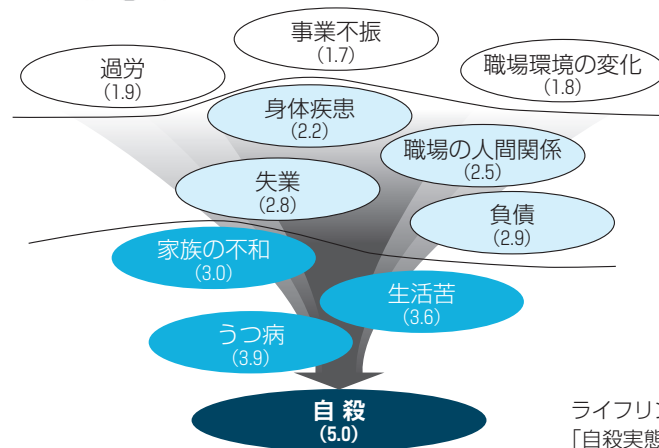 事業不振
(1.7)
過労
(1.9)
職場環境の変化
(1.8)
身体疾患
(2.2)
職場の人間関係
(2.5)
失業
(2.8)
負債
(2.9)
家族の不和
(3.0)
生活苦
(3.6)
うつ病
(3.9)
自殺
(5.0)
ライフリン
「自殺実態